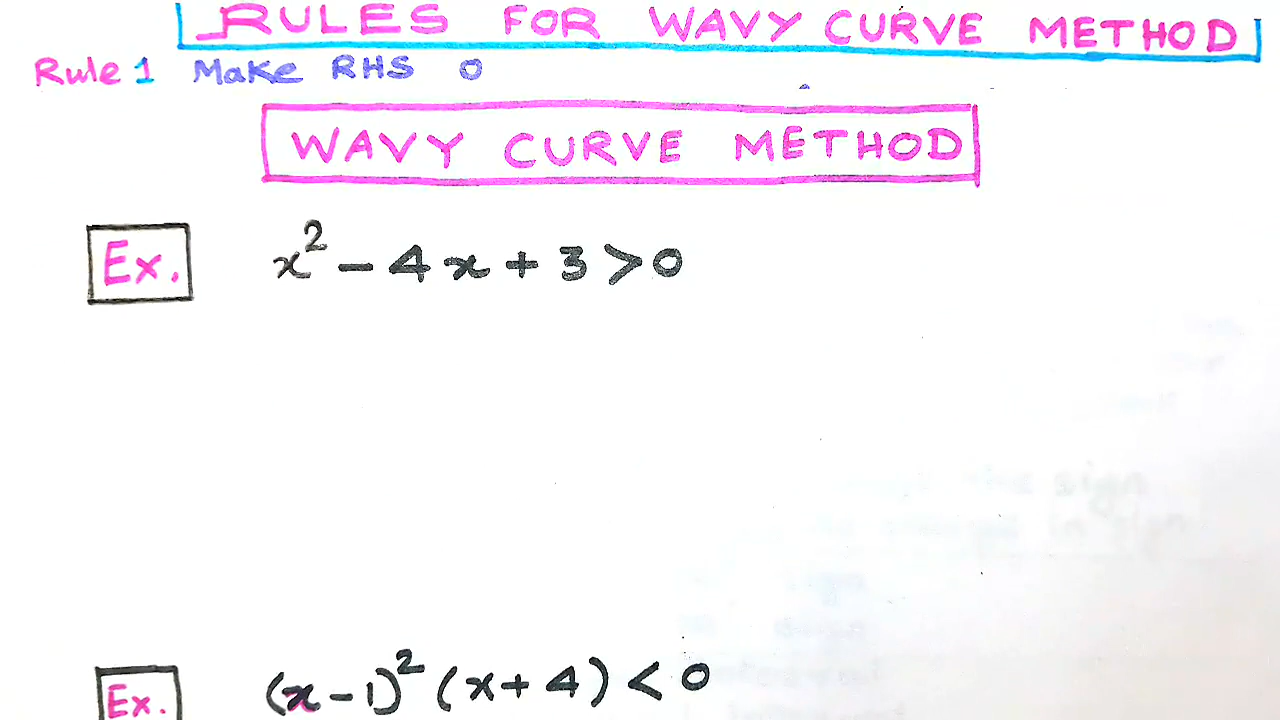 RULES FOR WAVY CURVE METHOD
Rule 1 Make RHS 0
WAVY CURVE METHOD
Ex. x² - 4x + 3 > 0
Ex. (x-1)² (x+4) < 0